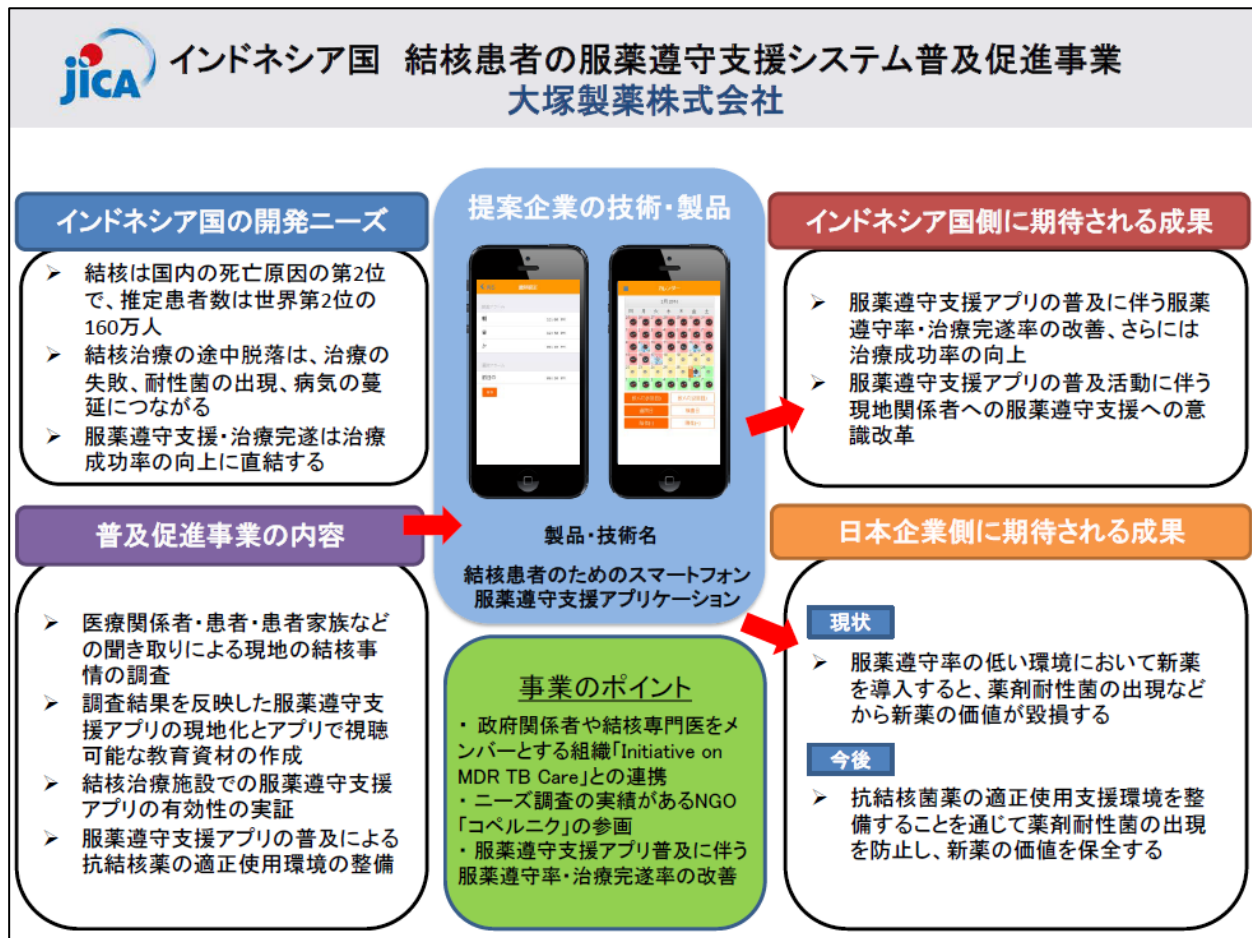 jica
インドネシア国 結核患者の服薬遵守支援システム普及促進事業
大塚製薬株式会社
インドネシア国の開発ニーズ
➢ 結核は国内の死亡原因の第2位
で、推定患者数は世界第2位の
160万人
➢ 結核治療の途中脱落は、治療の
失敗、耐性菌の出現、病気の蔓
延につながる
➢ 服薬遵守支援・治療完遂は治療
成功率の向上に直結する
普及促進事業の内容
➢ 医療関係者・患者・患者家族など
の聞き取りによる現地の結核事
情の調査
➢ 調査結果を反映した服薬遵守支
援アプリの現地化とアプリで視聴
可能な教育資材の作成
➢ 結核治療施設での服薬遵守支援
アプリの有効性の実証
➢ 服薬遵守支援アプリの普及による
抗結核薬の適正使用環境の整備
提案企業の技術・製品
製品・技術名
結核患者のためのスマートフォン
服薬遵守支援アプリケーション
事業のポイント
・ 政府関係者や結核専門医をメ
ンバーとする組織「Initiative on
MDR TB Care」との連携
・ニーズ調査の実績があるNGO
「コペルニク」の参画
・服薬遵守支援アプリ普及に伴う
服薬遵守率・治療完遂率の改善
インドネシア国側に期待される成果
➢ 服薬遵守支援アプリの普及に伴う服薬
遵守率・治療完遂率の改善、さらには
治療成功率の向上
➢ 服薬遵守支援アプリの普及活動に伴う
現地関係者への服薬遵守支援への意
識改革
日本企業側に期待される成果
現状
➢ 服薬遵守率の低い環境において新薬
を導入すると、薬剤耐性菌の出現など
から新薬の価値が毀損する
今後
➢ 抗結核菌薬の適正使用支援環境を整
備することを通じて薬剤耐性菌の出現
を防止し、新薬の価値を保全する